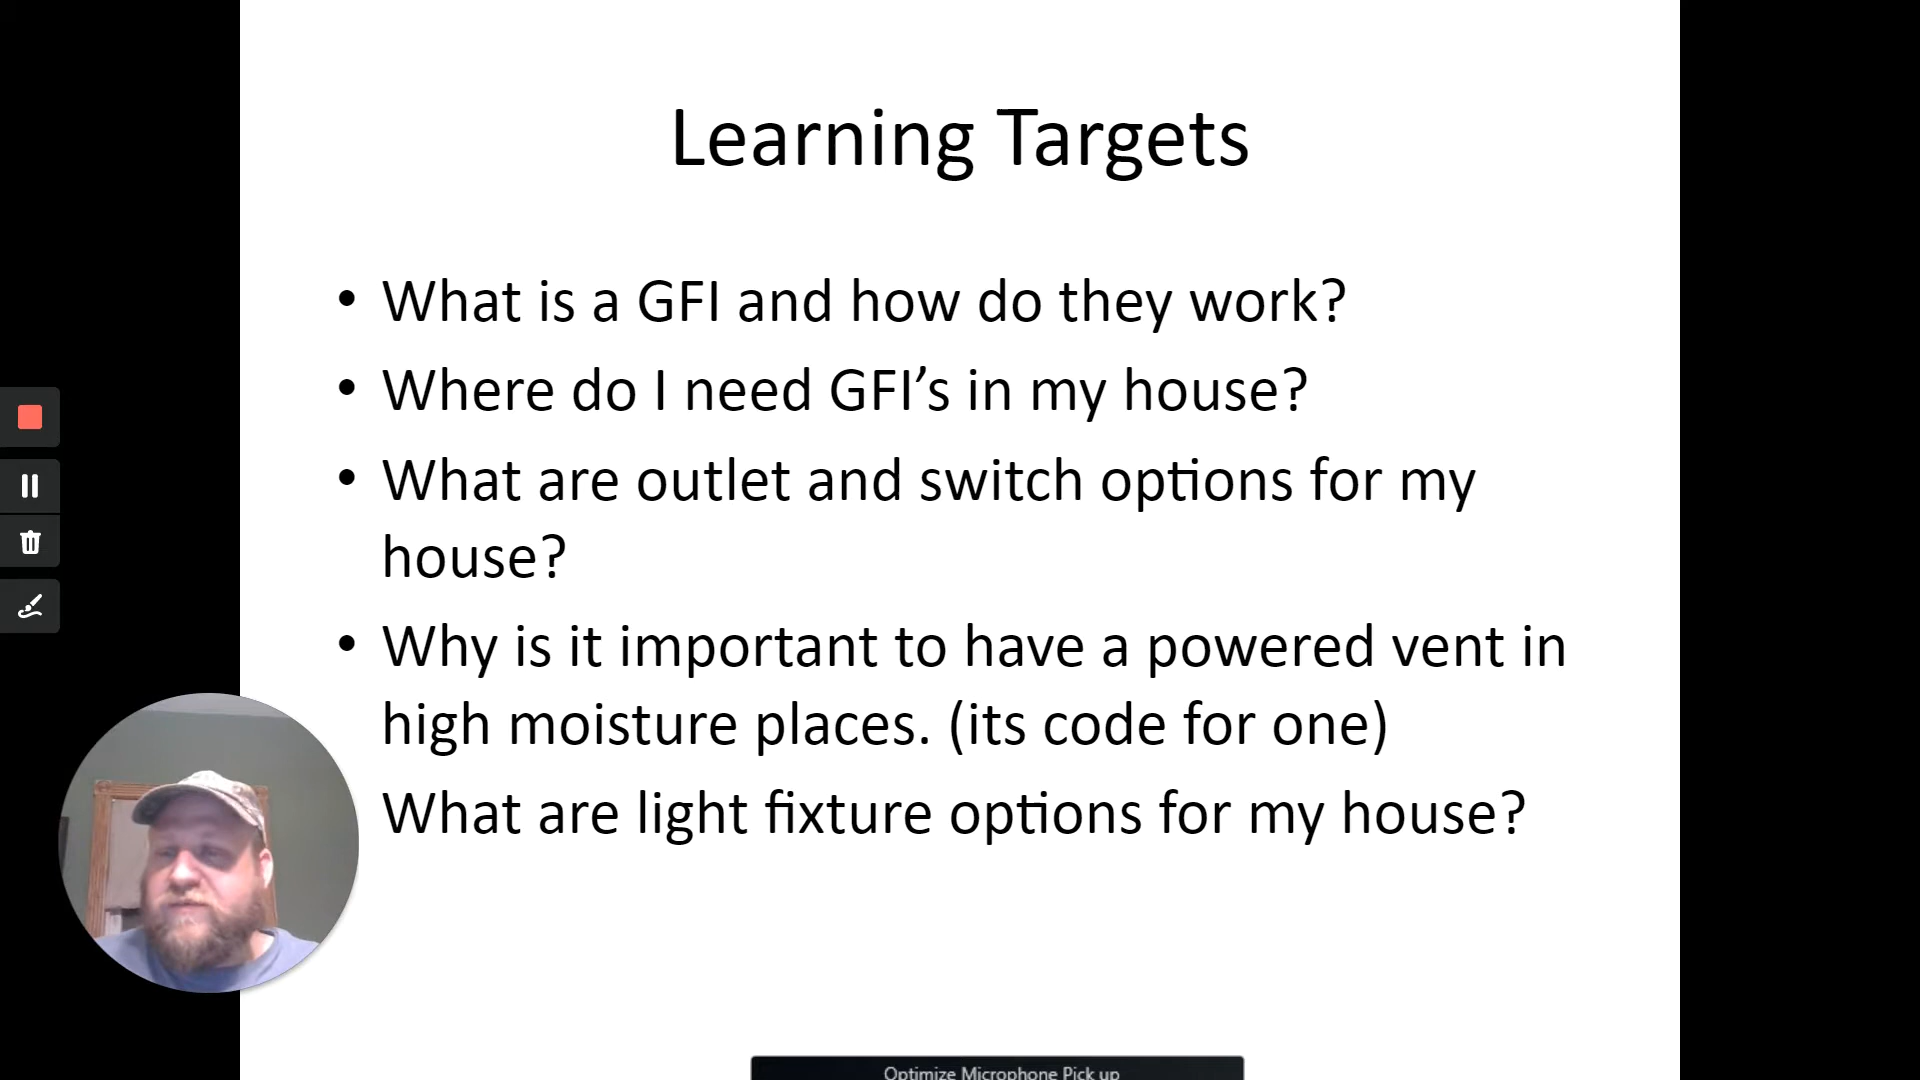 Learning Targets
• What is a GFI and how do they work?
• Where do I need GFI’s in my house?
• What are outlet and switch options for my
house?
• Why is it important to have a powered vent in
high moisture places. (its code for one)
What are light fixture options for my house?
Optimize Microphone Pick up